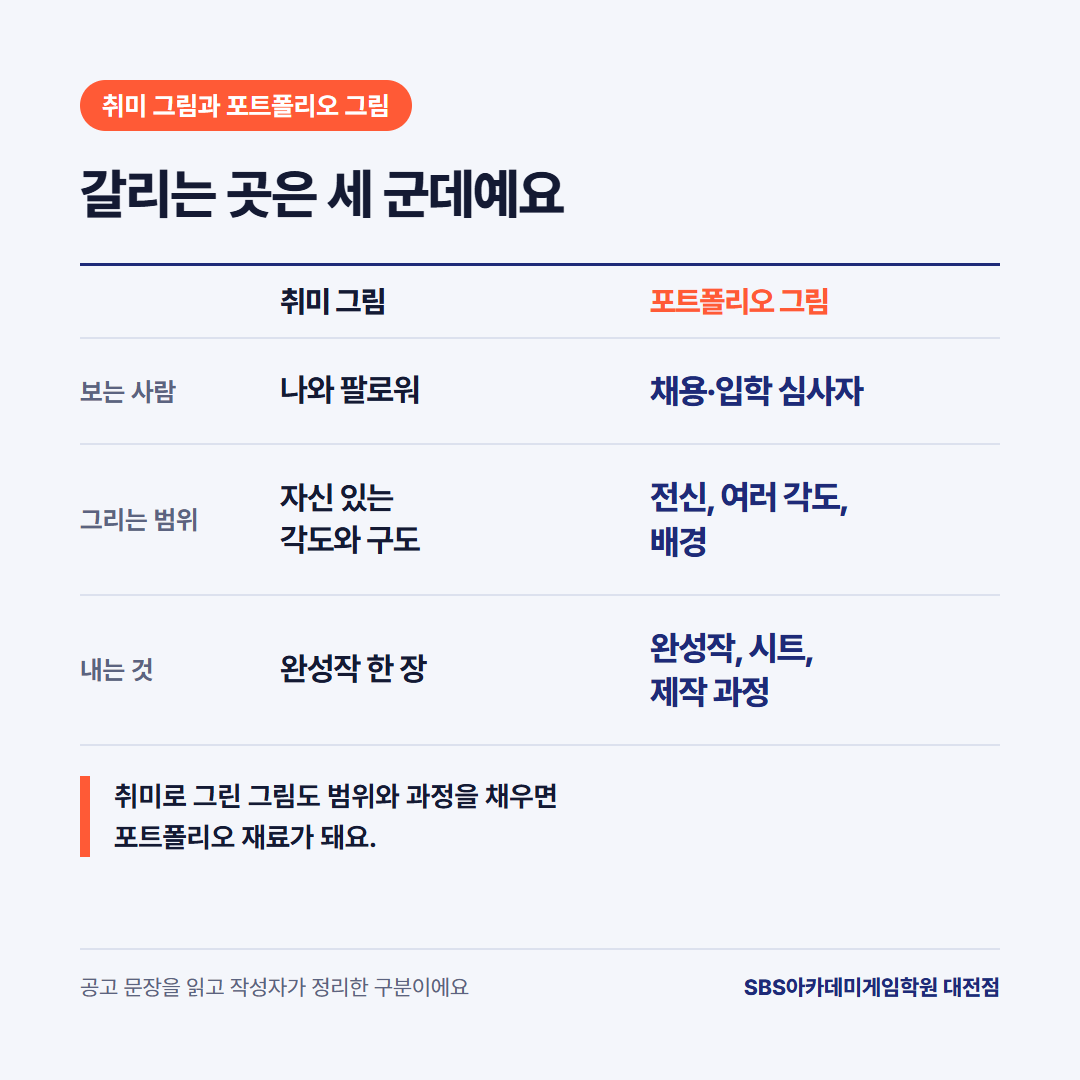 취미 그림과 포트폴리오 그림
갈리는 곳은 세 군데예요
취미 그림
포트폴리오 그림
보는 사람
나와 팔로워
채용·입학 심사자
그리는 범위
자신 있는
각도와 구도
전신, 여러 각도,
배경
내는 것
완성작 한 장
완성작, 시트,
제작 과정
취미로 그린 그림도 범위와 과정을 채우면
포트폴리오 재료가 돼요.
공고 문장을 읽고 작성자가 정리한 구분이에요
SBS아카데미게임학원 대전점